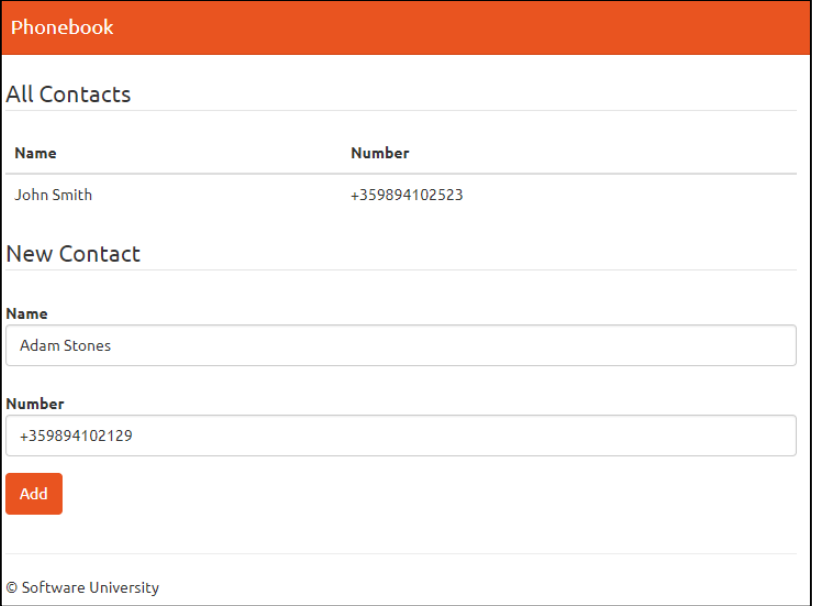 Phonebook
All Contacts
Name Number
John Smith +359894102523
New Contact
Name
Adam Stones
Number
+359894102129
Add
© Software University